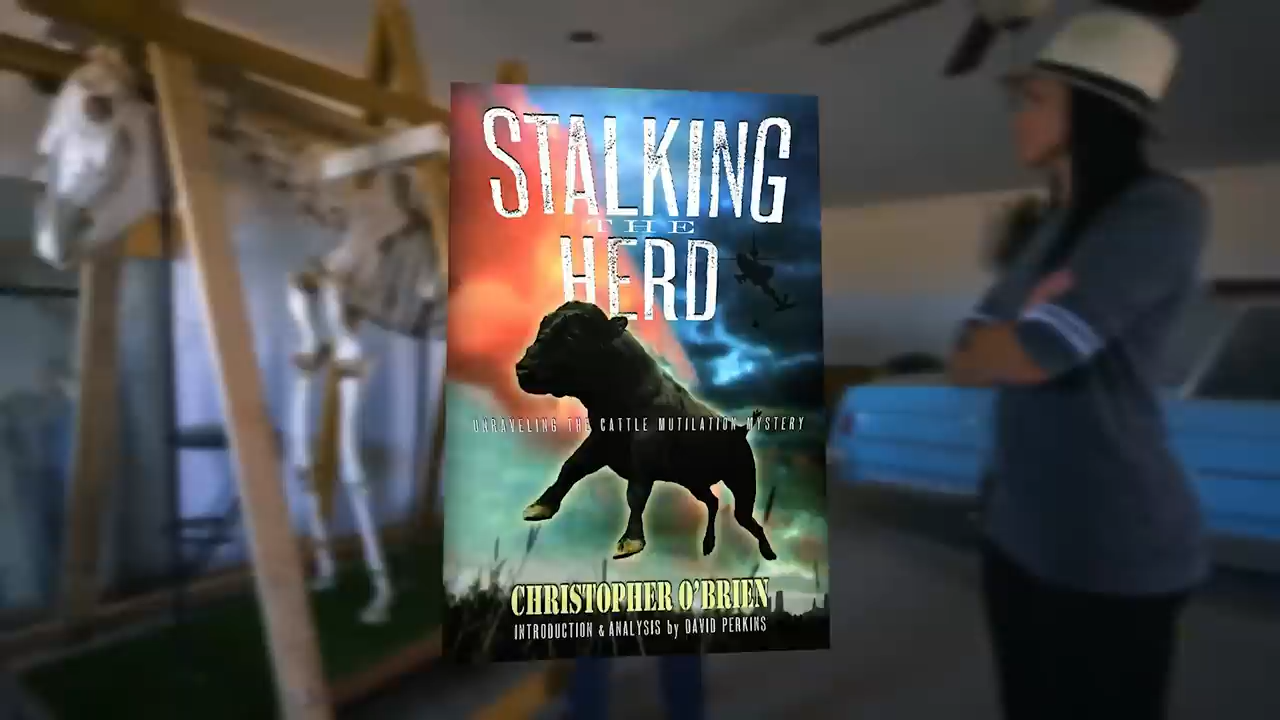 STALKING
THE
HERD
UNRAVELING THE CATTLE MUTILATION MYSTERY
CHRISTOPHER O'BRIEN
INTRODUCTION & ANALYSIS by DAVID PERKINS